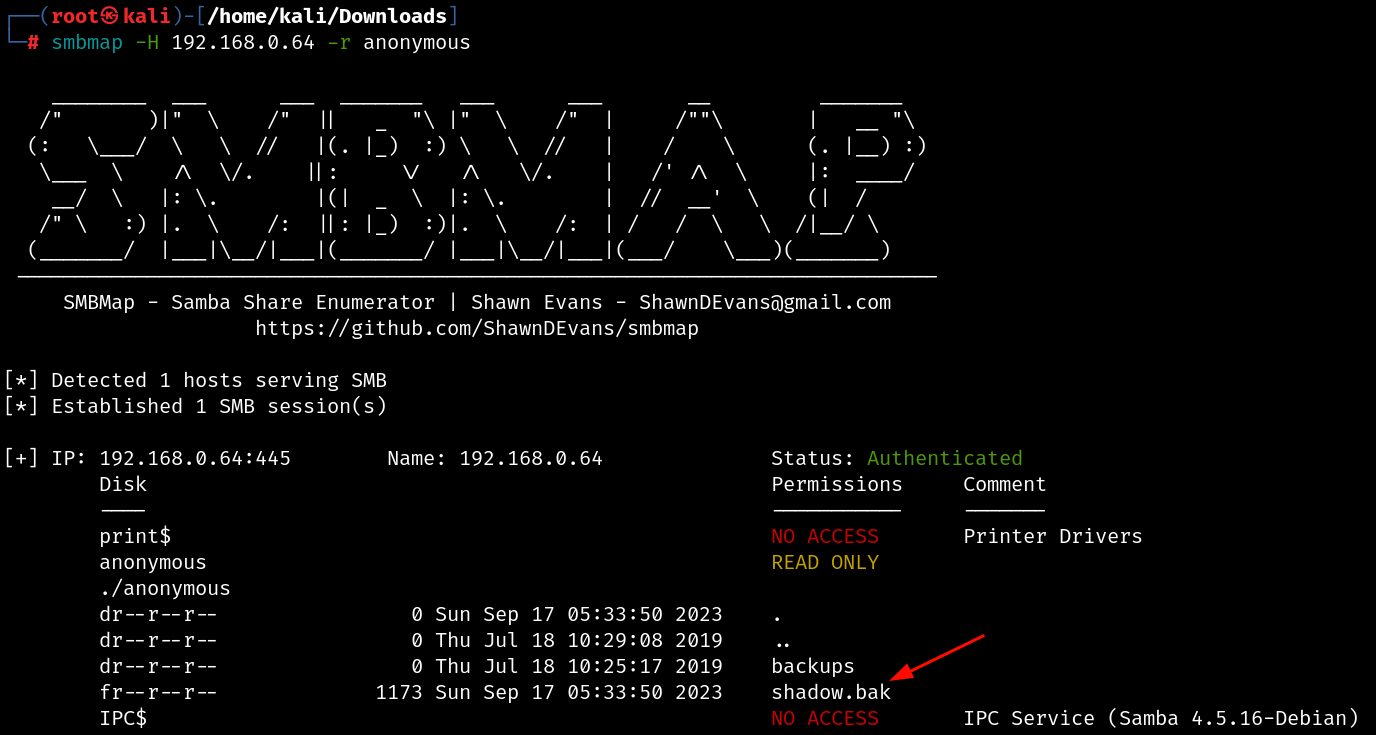 ┌──(root㉿kali)-[/home/kali/Downloads]
└─# smbmap -H 192.168.0.64 -r anonymous
SMBMap - Samba Share Enumerator | Shawn Evans - ShawnDEvans@gmail.com
https://github.com/ShawnDEvans/smbmap
[*] Detected 1 hosts serving SMB
[*] Established 1 SMB session(s)
[+] IP: 192.168.0.64:445 Name: 192.168.0.64 Status: Authenticated
Disk Permissions Comment
---- ----------- -------
print$ NO ACCESS Printer Drivers
anonymous READ ONLY
./anonymous
dr--r--r-- 0 Sun Sep 17 05:33:50 2023 .
dr--r--r-- 0 Thu Jul 18 10:29:08 2019 ..
dr--r--r-- 0 Thu Jul 18 10:25:17 2019 backups
fr--r--r-- 1173 Sun Sep 17 05:33:50 2023 shadow.bak
IPC$ NO ACCESS IPC Service (Samba 4.5.16-Debian)